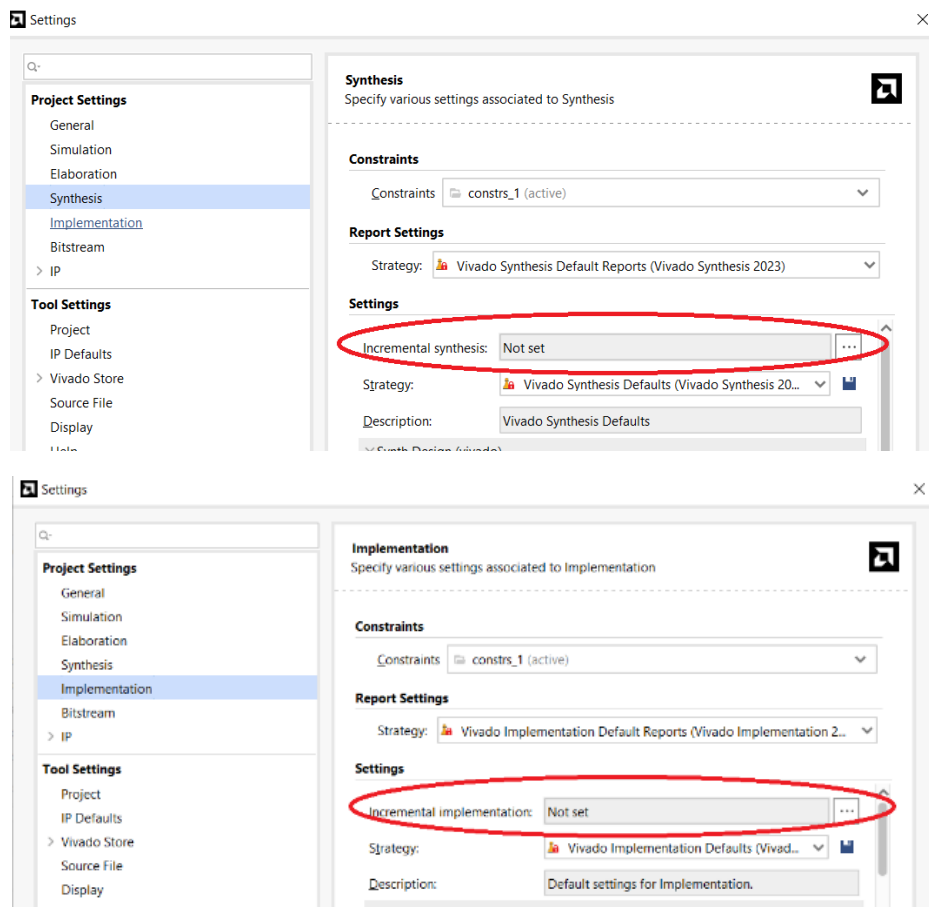 Settings
Project Settings
General
Simulation
Elaboration
Synthesis
Implementation
Bitstream
IP
Tool Settings
Project
IP Defaults
Vivado Store
Source File
Display
Help
Synthesis
Specify various settings associated to Synthesis
Constraints
Constraints constrs_1 (active)
Report Settings
Strategy: Vivado Synthesis Default Reports (Vivado Synthesis 2023)
Settings
Incremental synthesis: Not set ...
Strategy: Vivado Synthesis Defaults (Vivado Synthesis 20...
Description: Vivado Synthesis Defaults
Synth Design (vivado)
Settings
Project Settings
General
Simulation
Elaboration
Synthesis
Implementation
Bitstream
IP
Tool Settings
Project
IP Defaults
Vivado Store
Source File
Display
Implementation
Specify various settings associated to Implementation
Constraints
Constraints constrs_1 (active)
Report Settings
Strategy: Vivado Implementation Default Reports (Vivado Implementation 2...
Settings
Incremental implementation: Not set ...
Strategy: Vivado Implementation Defaults (Vivad...
Description: Default settings for Implementation.